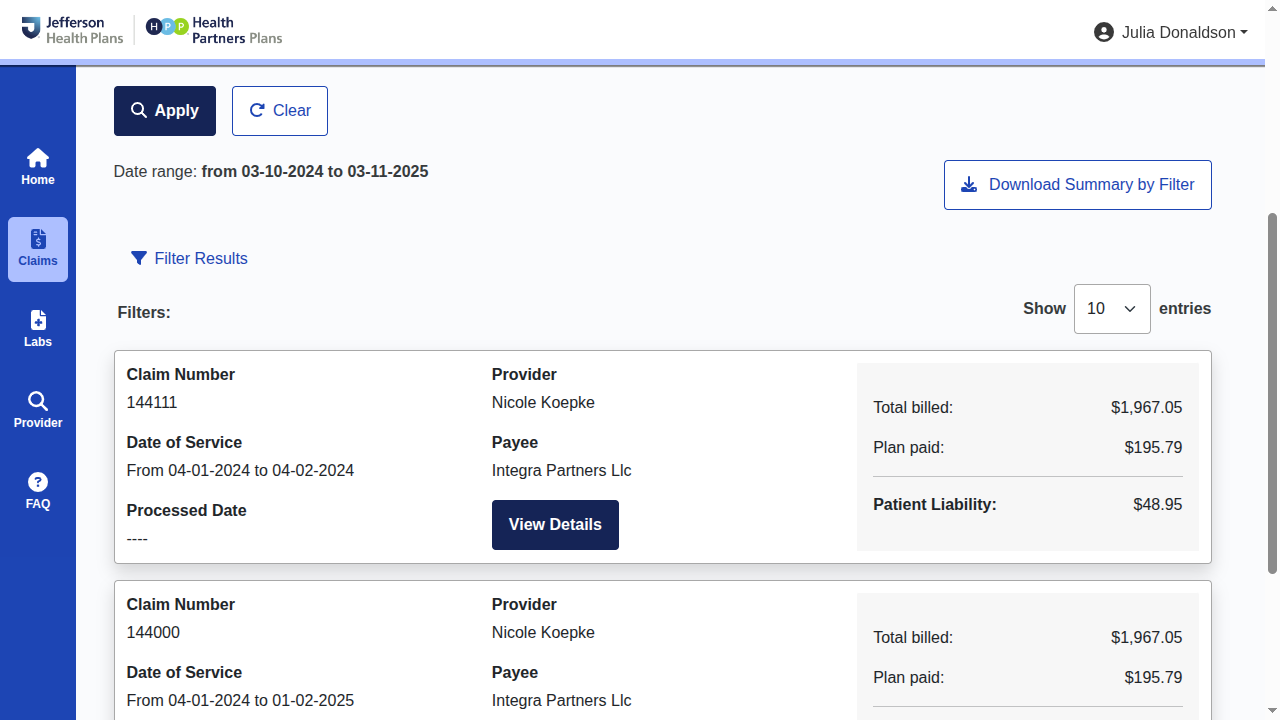 Jefferson
Health Plans
HPP
Health
Partners Plans
Julia Donaldson
Apply
Clear
Date range: from 03-10-2024 to 03-11-2025
Download Summary by Filter
Filter Results
Filters:
Show 10 entries
Home
Claims
Labs
Provider
FAQ
Claim Number
144111
Provider
Nicole Koepke
Date of Service
From 04-01-2024 to 04-02-2024
Payee
Integra Partners Llc
Processed Date
----
View Details
Total billed: $1,967.05
Plan paid: $195.79
Patient Liability: $48.95
Claim Number
144000
Provider
Nicole Koepke
Date of Service
From 04-01-2024 to 01-02-2025
Payee
Integra Partners Llc
Total billed: $1,967.05
Plan paid: $195.79